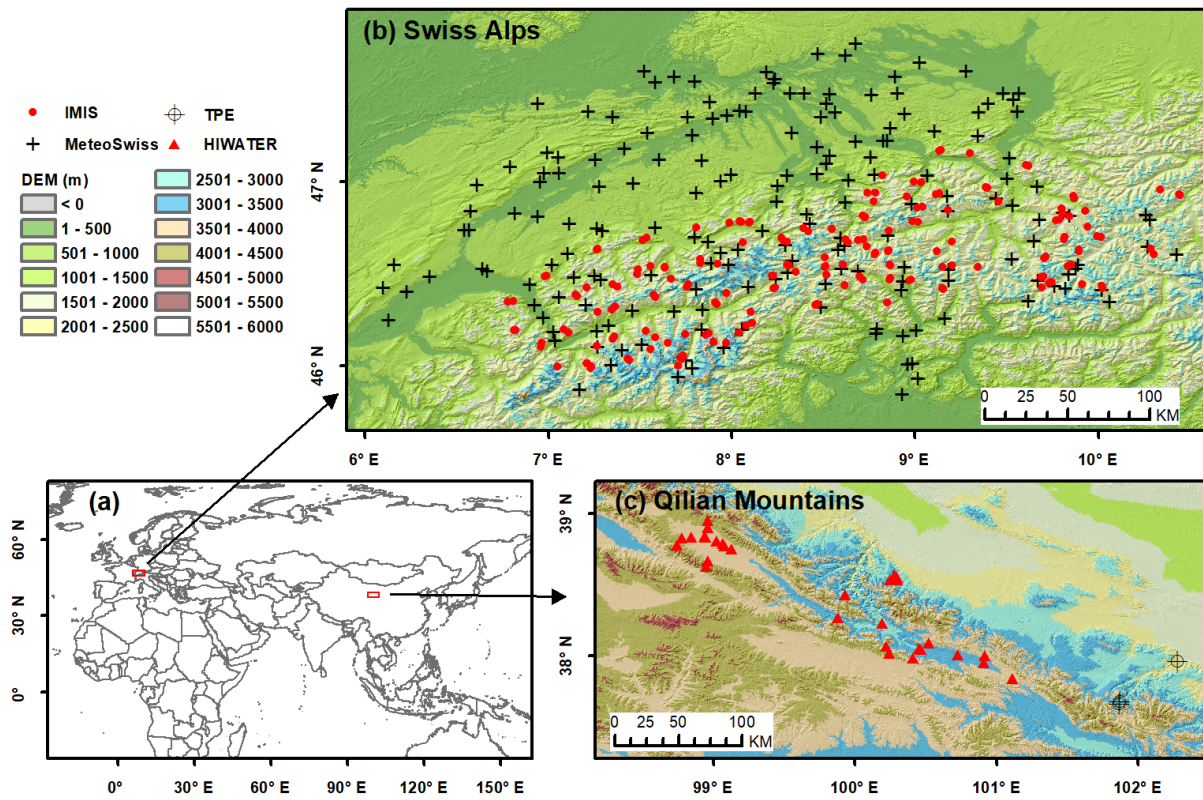 (b) Swiss Alps
IMIS
TPE
MeteoSwiss
HIWATER
DEM (m)
< 0
1 - 500
501 - 1000
1001 - 1500
1501 - 2000
2001 - 2500
2501 - 3000
3001 - 3500
3501 - 4000
4001 - 4500
4501 - 5000
5001 - 5500
5501 - 6000
47° N
46° N
0 25 50 100
KM
6° E 7° E 8° E 9° E 10° E
(a)
60° N
30° N
0°
0° 30° E 60° E 90° E 120° E 150° E
(c) Qilian Mountains
39° N
38° N
0 25 50 100
KM
99° E 100° E 101° E 102° E